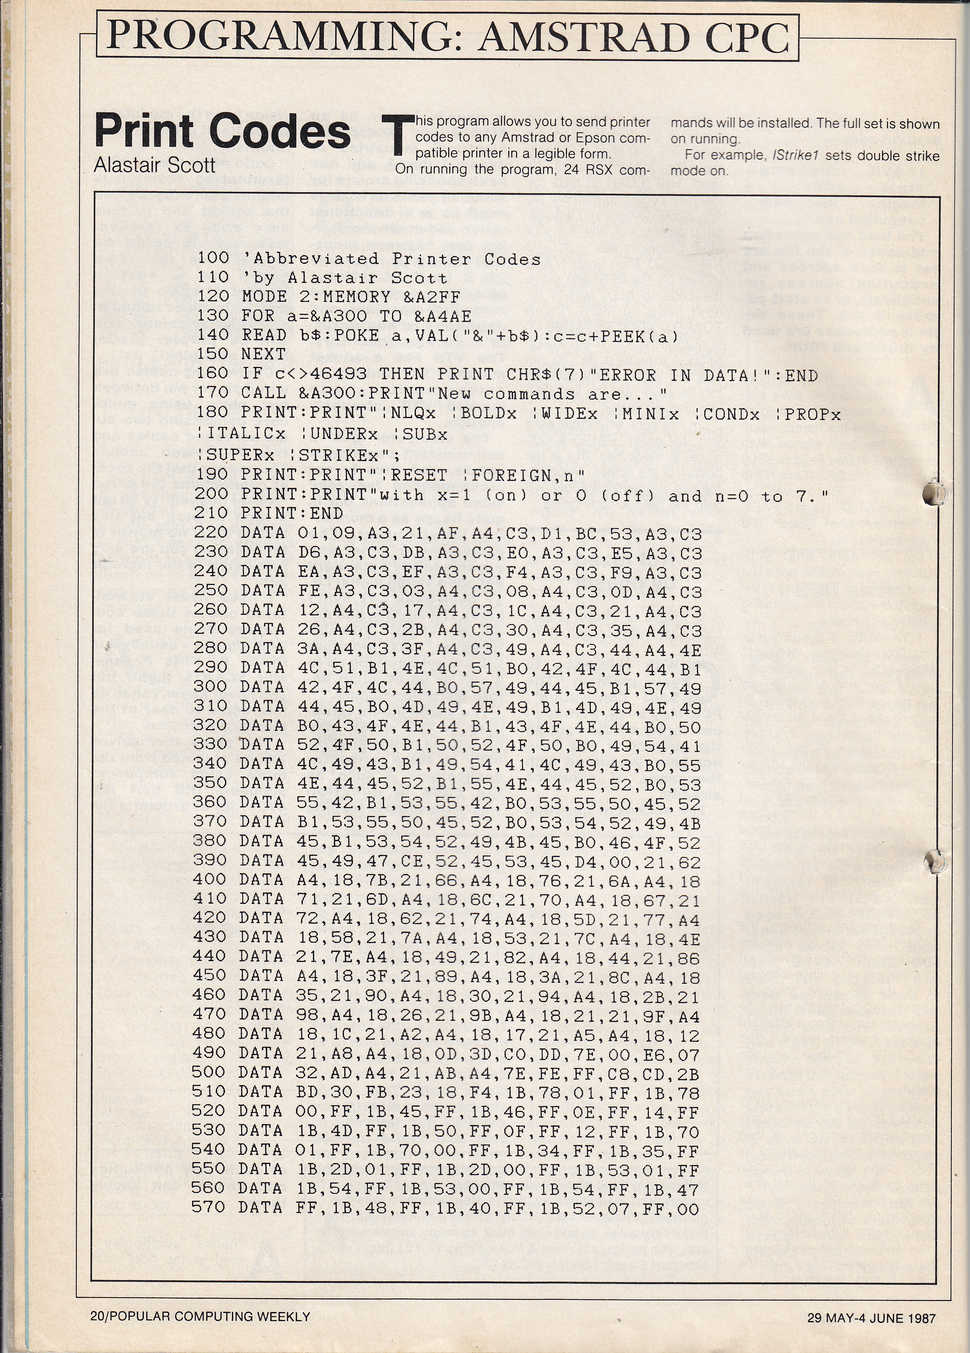 PROGRAMMING: AMSTRAD CPC
Print Codes
Alastair Scott
This program allows you to send printer
codes to any Amstrad or Epson com-
patible printer in a legible form.
On running the program, 24 RSX com-
mands will be installed. The full set is shown
on running.
For example, lStrike1 sets double strike
mode on.
100 'Abbreviated Printer Codes
110 'by Alastair Scott
120 MODE 2:MEMORY &A2FF
130 FOR a=&A300 TO &A4AE
140 READ b$:POKE a,VAL("&"+b$):c=c+PEEK(a)
150 NEXT
160 IF c<>46493 THEN PRINT CHR$(7)"ERROR IN DATA!":END
170 CALL &A300:PRINT"New commands are..."
180 PRINT:PRINT"¦NLQx ¦BOLDx ¦WIDEx ¦MINIx ¦CONDx ¦PROPx
¦ITALICx ¦UNDERx ¦SUBx
¦SUPERx ¦STRIKEx";
190 PRINT:PRINT"¦RESET ¦FOREIGN,n"
200 PRINT:PRINT"with x=1 (on) or 0 (off) and n=0 to 7."
210 PRINT:END
220 DATA 01,09,A3,21,AF,A4,C3,D1,BC,53,A3,C3
230 DATA D6,A3,C3,DB,A3,C3,E0,A3,C3,E5,A3,C3
240 DATA EA,A3,C3,EF,A3,C3,F4,A3,C3,F9,A3,C3
250 DATA FE,A3,C3,03,A4,C3,08,A4,C3,0D,A4,C3
260 DATA 12,A4,C3,17,A4,C3,1C,A4,C3,21,A4,C3
270 DATA 26,A4,C3,2B,A4,C3,30,A4,C3,35,A4,C3
280 DATA 3A,A4,C3,3F,A4,C3,49,A4,C3,44,A4,4E
290 DATA 4C,51,B1,4E,4C,51,B0,42,4F,4C,44,B1
300 DATA 42,4F,4C,44,B0,57,49,44,45,B1,57,49
310 DATA 44,45,B0,4D,49,4E,49,B1,4D,49,4E,49
320 DATA B0,43,4F,4E,44,B1,43,4F,4E,44,B0,50
330 DATA 52,4F,50,B1,50,52,4F,50,B0,49,54,41
340 DATA 4C,49,43,B1,49,54,41,4C,49,43,B0,55
350 DATA 4E,44,45,52,B1,55,4E,44,45,52,B0,53
360 DATA 55,42,B1,53,55,42,B0,53,55,50,45,52
370 DATA B1,53,55,50,45,52,B0,53,54,52,49,4B
380 DATA 45,B1,53,54,52,49,4B,45,B0,46,4F,52
390 DATA 45,49,47,CE,52,45,53,45,D4,00,21,62
400 DATA A4,18,7B,21,66,A4,18,76,21,6A,A4,18
410 DATA 71,21,6D,A4,18,6C,21,70,A4,18,67,21
420 DATA 72,A4,18,62,21,74,A4,18,5D,21,77,A4
430 DATA 18,58,21,7A,A4,18,53,21,7C,A4,18,4E
440 DATA 21,7E,A4,18,49,21,82,A4,18,44,21,86
450 DATA A4,18,3F,21,89,A4,18,3A,21,8C,A4,18
460 DATA 35,21,90,A4,18,30,21,94,A4,18,2B,21
470 DATA 98,A4,18,26,21,9B,A4,18,21,21,9F,A4
480 DATA 18,1C,21,A2,A4,18,17,21,A5,A4,18,12
490 DATA 21,A8,A4,18,0D,3D,C0,DD,7E,00,E6,07
500 DATA 32,AD,A4,21,AB,A4,7E,FE,FF,C8,CD,2B
510 DATA BD,30,FB,23,18,F4,1B,78,01,FF,1B,78
520 DATA 00,FF,1B,45,FF,1B,46,FF,0E,FF,14,FF
530 DATA 1B,4D,FF,1B,50,FF,0F,FF,12,FF,1B,70
540 DATA 01,FF,1B,70,00,FF,1B,34,FF,1B,35,FF
550 DATA 1B,2D,01,FF,1B,2D,00,FF,1B,53,01,FF
560 DATA 1B,54,FF,1B,53,00,FF,1B,54,FF,1B,47
570 DATA FF,1B,48,FF,1B,40,FF,1B,52,07,FF,00
20/POPULAR COMPUTING WEEKLY
29 MAY-4 JUNE 1987